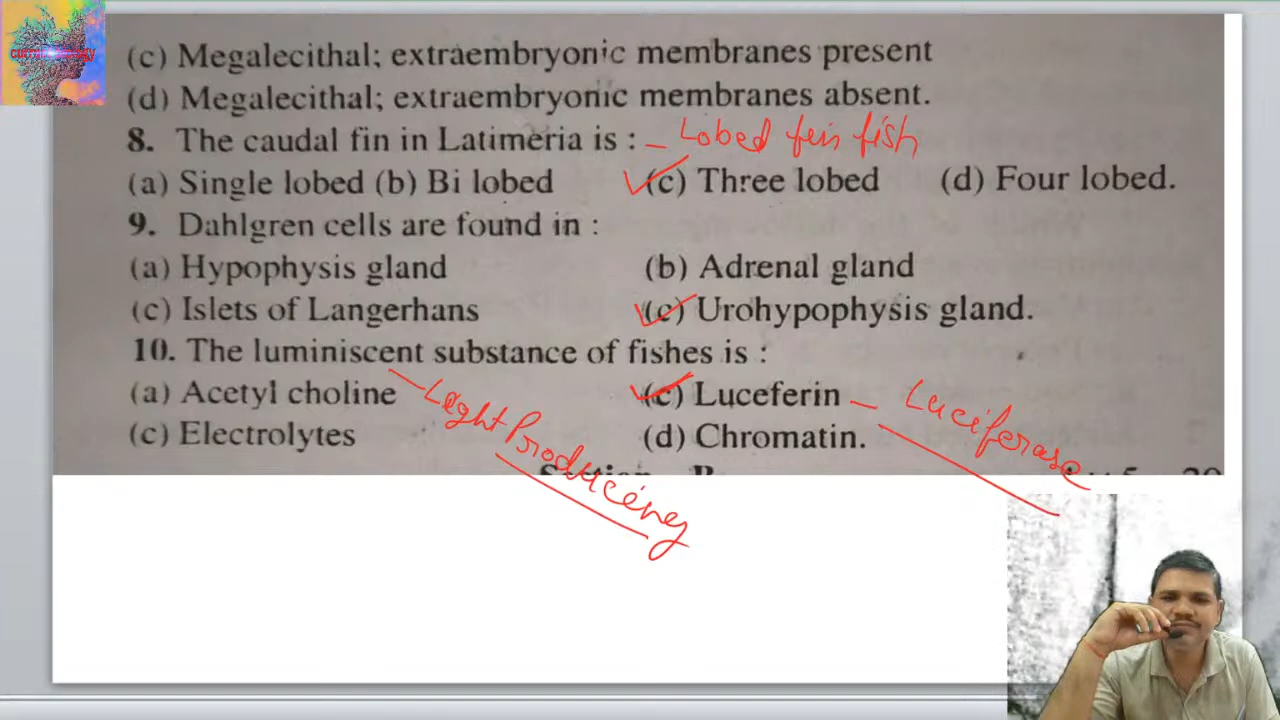 (c) Megalecithal; extraembryonic membranes present
(d) Megalecithal; extraembryonic membranes absent.
8. The caudal fin in Latimeria is : – Lobed fin fish
(a) Single lobed (b) Bi lobed (c) Three lobed (d) Four lobed.
9. Dahlgren cells are found in :
(a) Hypophysis gland (b) Adrenal gland
(c) Islets of Langerhans (c) Urohypophysis gland.
10. The luminiscent substance of fishes is :
(a) Acetyl choline (c) Luceferin – Luciferase
– Light Producing
(c) Electrolytes (d) Chromatin.